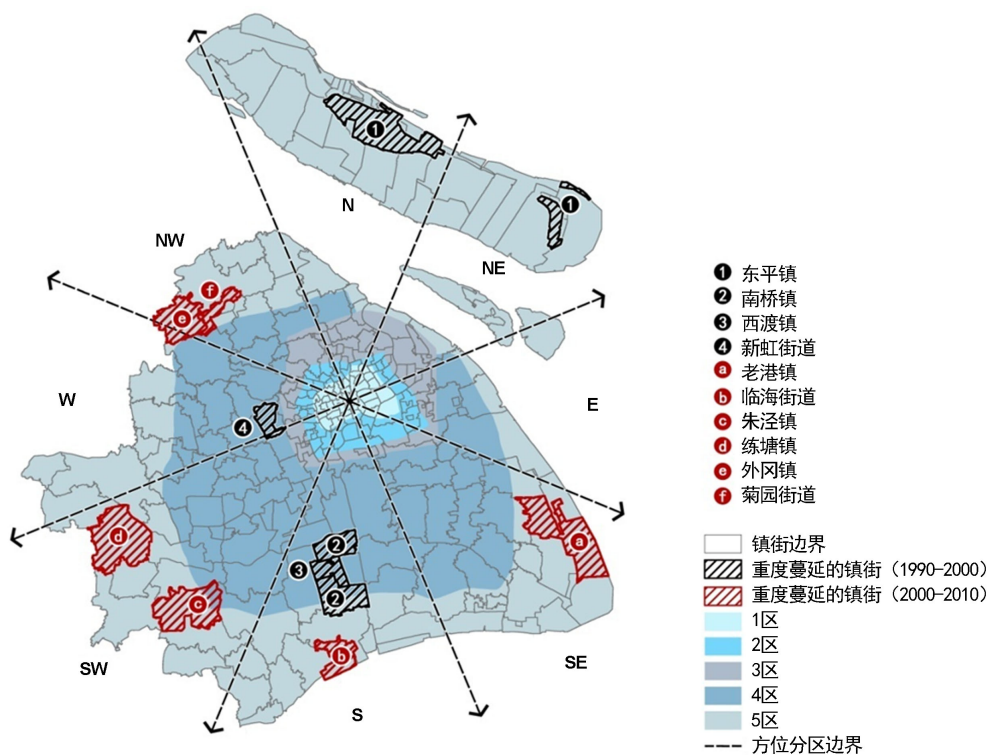 1
N
1
NW
NE
f
e
W
E
4
a
d
2
3
2
c
b
SW
SE
S
1 东平镇
2 南桥镇
3 西渡镇
4 新虹街道
a 老港镇
b 临海街道
c 朱泾镇
d 练塘镇
e 外冈镇
f 菊园街道
镇街边界
重度蔓延的镇街（1990-2000）
重度蔓延的镇街（2000-2010）
1区
2区
3区
4区
5区
方位分区边界